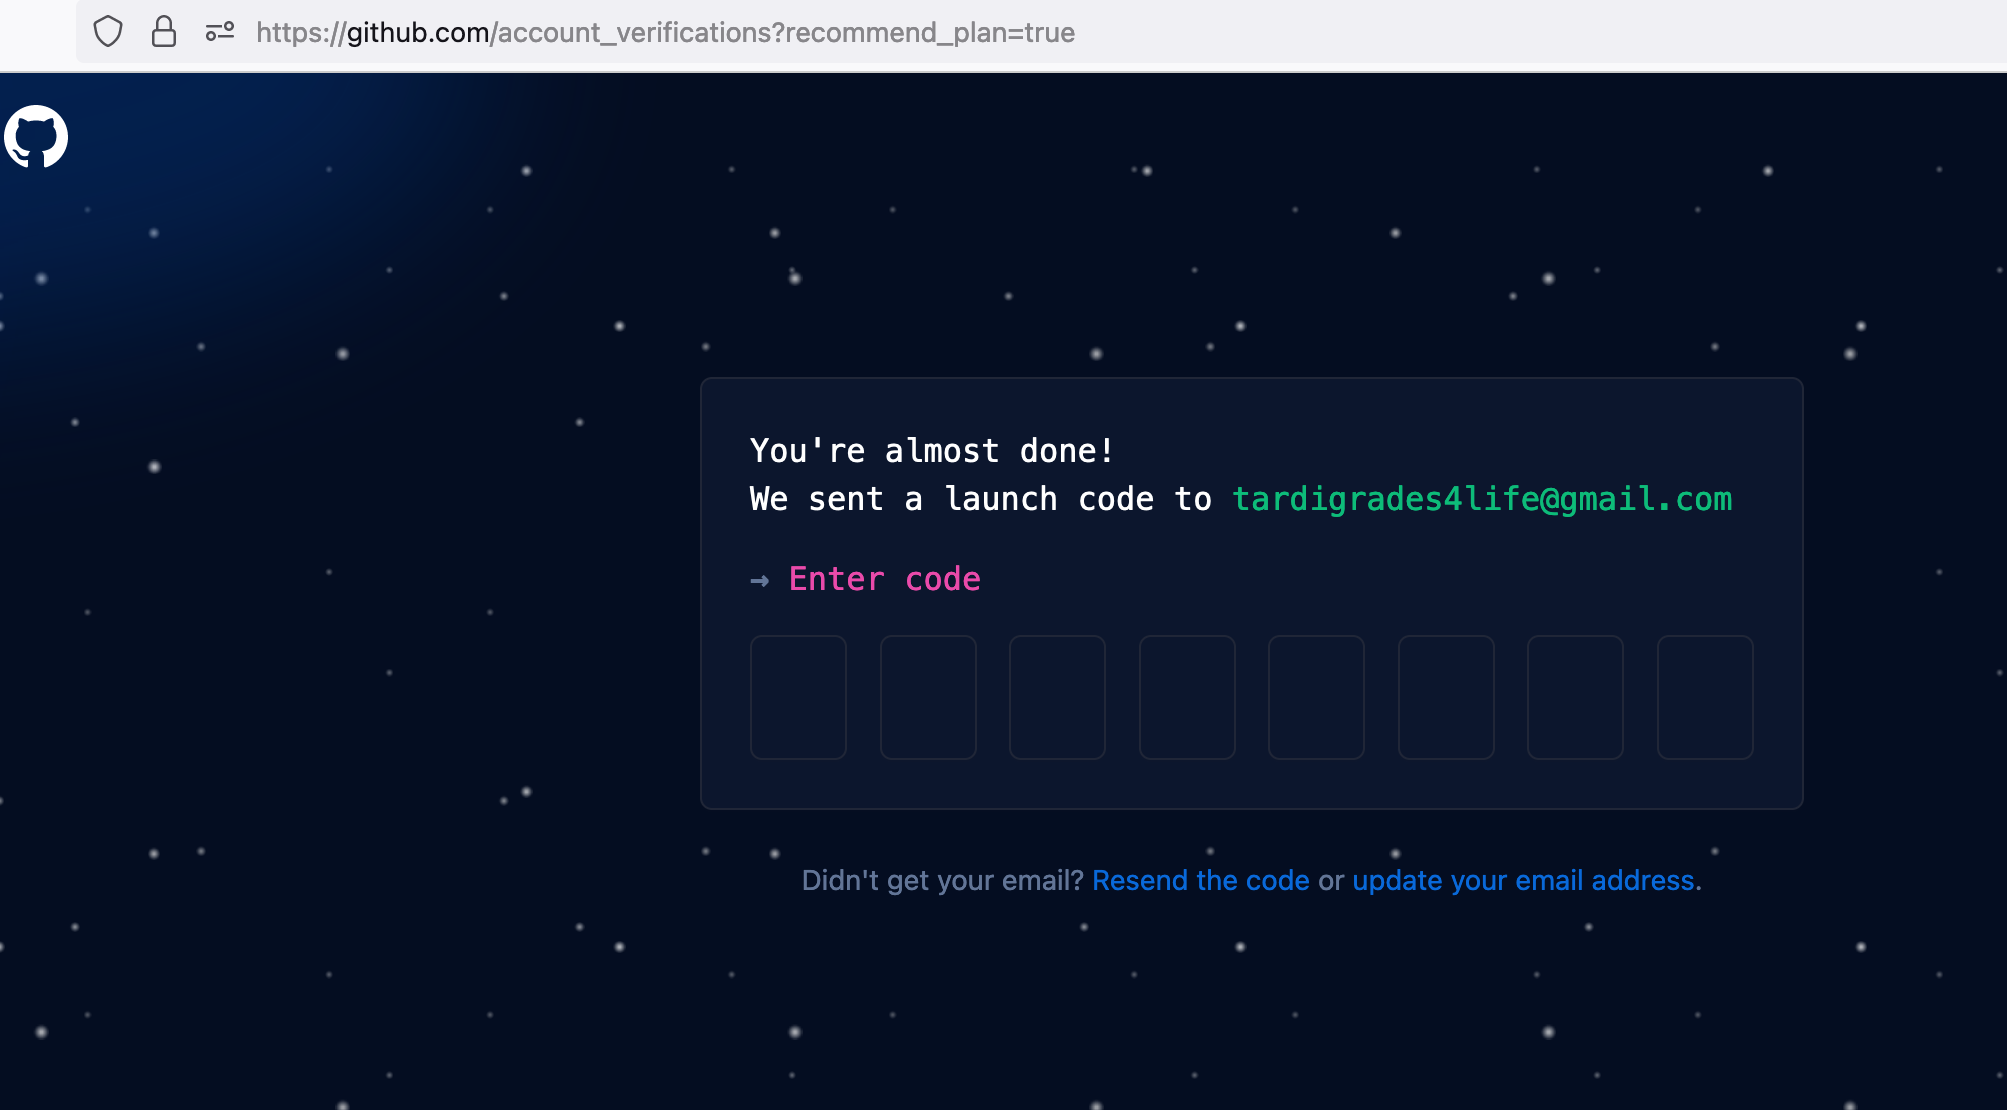 https://github.com/account_verifications?recommend_plan=true
You're almost done!
We sent a launch code to tardigrades4life@gmail.com
→ Enter code
Didn't get your email? Resend the code or update your email address.